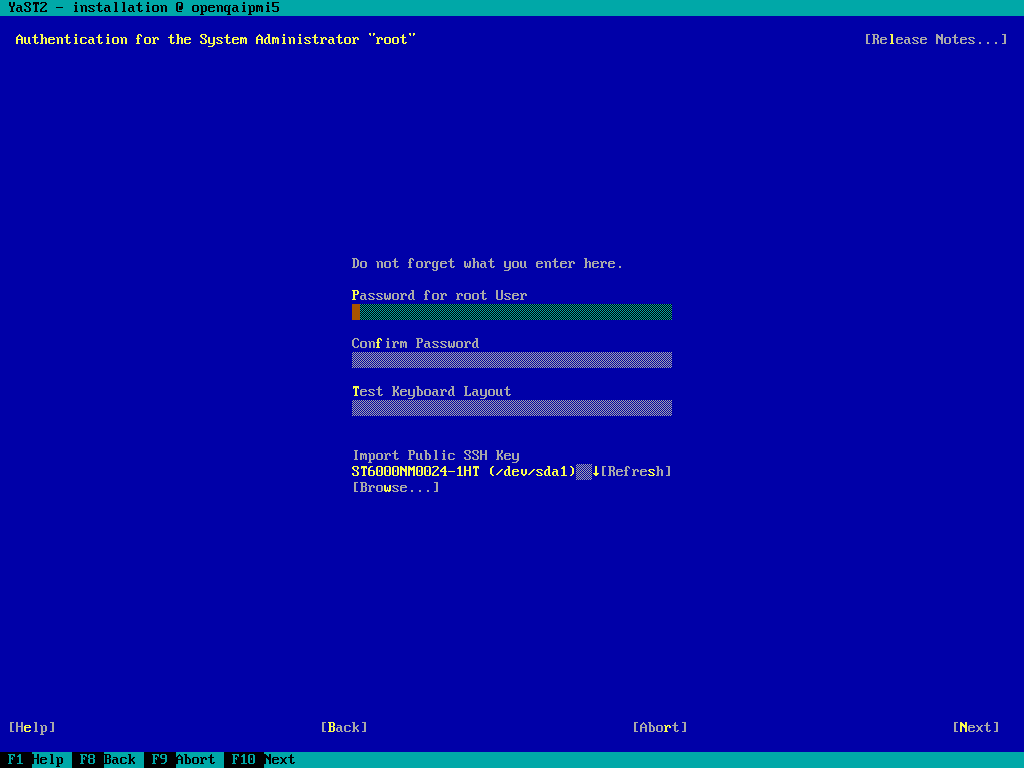 YaST2 - installation @ openqaipmi5
Authentication for the System Administrator "root" [Release Notes...]
Do not forget what you enter here.
Password for root User
Confirm Password
Test Keyboard Layout
Import Public SSH Key
ST6000NM0024-1HT (/dev/sda1) ↓[Refresh]
[Browse...]
[Help] [Back] [Abort] [Next]
F1 Help F8 Back F9 Abort F10 Next